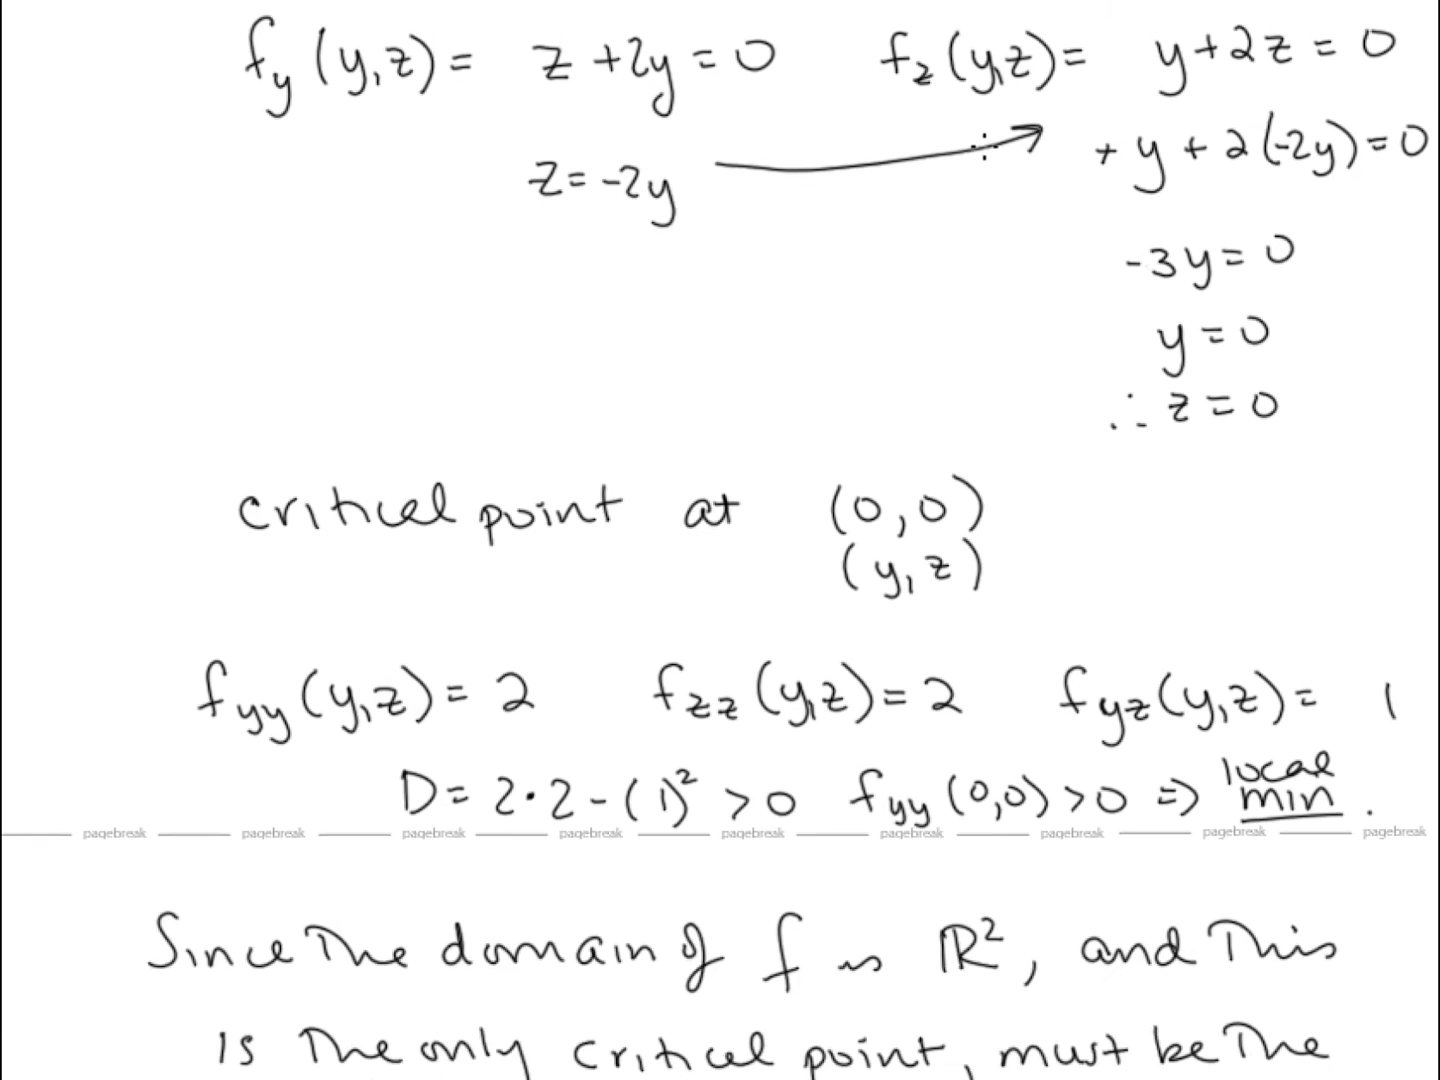 f_y (y,z) = z + 2y = 0 f_z (y,z) = y + 2z = 0
z = -2y + y + 2(-2y) = 0
-3y = 0
y = 0
∴ z = 0
critical point at (0,0)
(y,z)
f_yy (y,z) = 2 f_zz (y,z) = 2 f_yz (y,z) = 1
D = 2·2 - (1)² > 0 f_yy (0,0) > 0 => local min.
pagebreak pagebreak pagebreak pagebreak pagebreak pagebreak pagebreak pagebreak pagebreak
Since the domain of f is ℝ², and this
is the only critical point, must be the